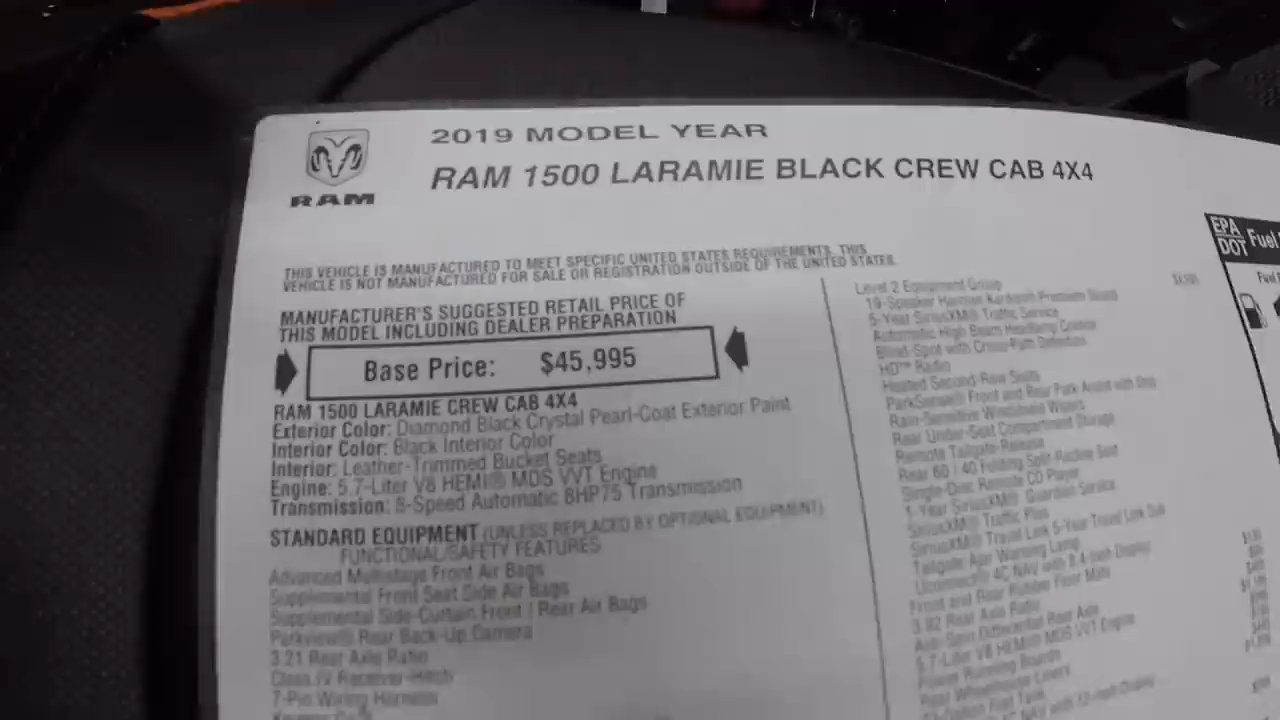 RAM
2019 MODEL YEAR
RAM 1500 LARAMIE BLACK CREW CAB 4X4
THIS VEHICLE IS MANUFACTURED TO MEET SPECIFIC UNITED STATES REQUIREMENTS. THIS
VEHICLE IS NOT MANUFACTURED FOR SALE OR REGISTRATION OUTSIDE OF THE UNITED STATES.
MANUFACTURER'S SUGGESTED RETAIL PRICE OF
THIS MODEL INCLUDING DEALER PREPARATION
Base Price: $45,995
RAM 1500 LARAMIE CREW CAB 4X4
Exterior Color: Diamond Black Crystal Pearl-Coat Exterior Paint
Interior Color: Black Interior Color
Interior: Leather-Trimmed Bucket Seats
Engine: 5.7-Liter V8 HEMI® MDS VVT Engine
Transmission: 8-Speed Automatic 8HP75 Transmission
STANDARD EQUIPMENT (UNLESS REPLACED BY OPTIONAL EQUIPMENT)
FUNCTIONAL/SAFETY FEATURES
Advanced Multistage Front Air Bags
Supplemental Front Seat Side Air Bags
Supplemental Side-Curtain Front / Rear Air Bags
Parkview® Rear Back-Up Camera
3.21 Rear Axle Ratio
Class IV Receiver-Hitch
7-Pin Wiring Harness
Level 2 Equipment Group
19-Speaker Harman Kardon® Premium Sound
5-Year SiriusXM® Traffic Service
Automatic High Beam Headlamp Control
Blind-Spot with Cross-Path Detection
HD™ Radio
Heated Second-Row Seats
ParkSense® Front and Rear Park Assist with Stop
Rain-Sensitive Windshield Wipers
Rear Under-Seat Compartment Storage
Remote Tailgate Release
Rear 60 / 40 Folding Split-Recline Seat
Single-Disc Remote CD Player
1-Year SiriusXM® Guardian Service
SiriusXM® Traffic Plus
SiriusXM® Travel Link 5-Year Travel Link Sub
Tailgate Ajar Warning Lamp
Uconnect® 4C NAV with 8.4-Inch Display
Front and Rear Rubber Floor Mats
3.92 Rear Axle Ratio
Anti-Spin Differential Rear Axle
5.7-Liter V8 HEMI® MDS VVT Engine
Power Running Boards
Rear Wheelhouse Liners
EPA
DOT
Fuel